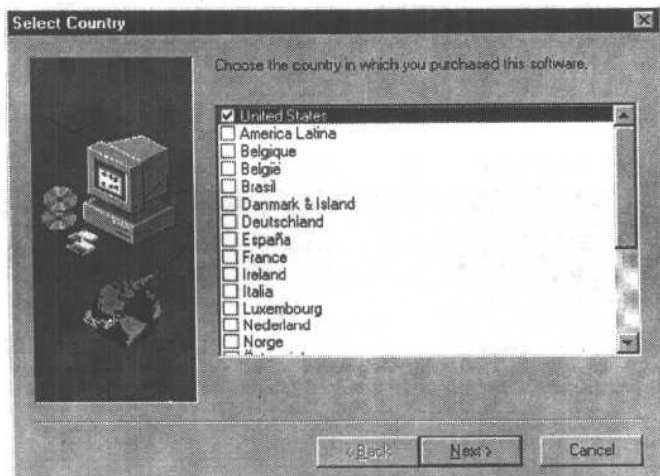 Select Country
Choose the country in which you purchased this software.
United States
America Latina
Belgique
België
Brasil
Danmark & Island
Deutschland
España
France
Ireland
Italia
Luxembourg
Nederland
Norge
< Back
Next >
Cancel